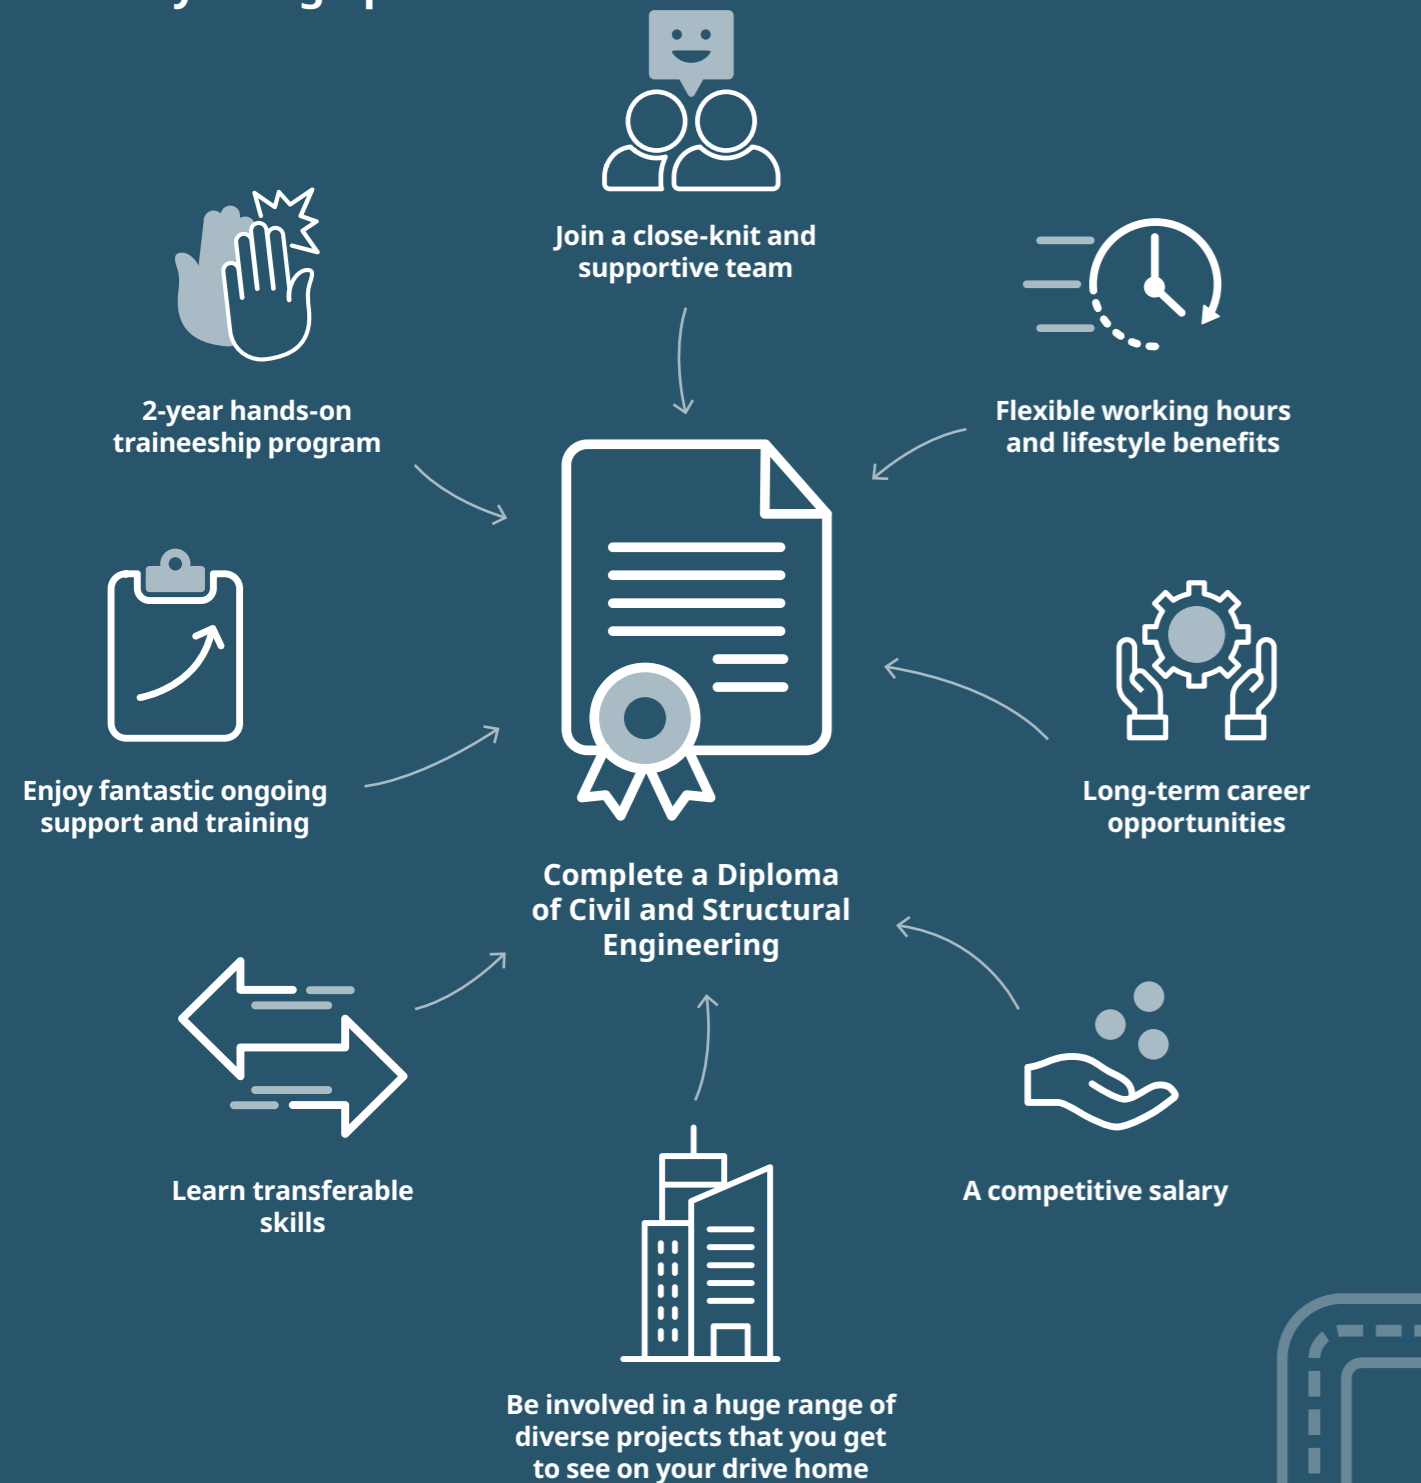 Join a close-knit and
supportive team
2-year hands-on
traineeship program
Flexible working hours
and lifestyle benefits
Enjoy fantastic ongoing
support and training
Long-term career
opportunities
Complete a Diploma
of Civil and Structural
Engineering
Learn transferable
skills
A competitive salary
Be involved in a huge range of
diverse projects that you get
to see on your drive home